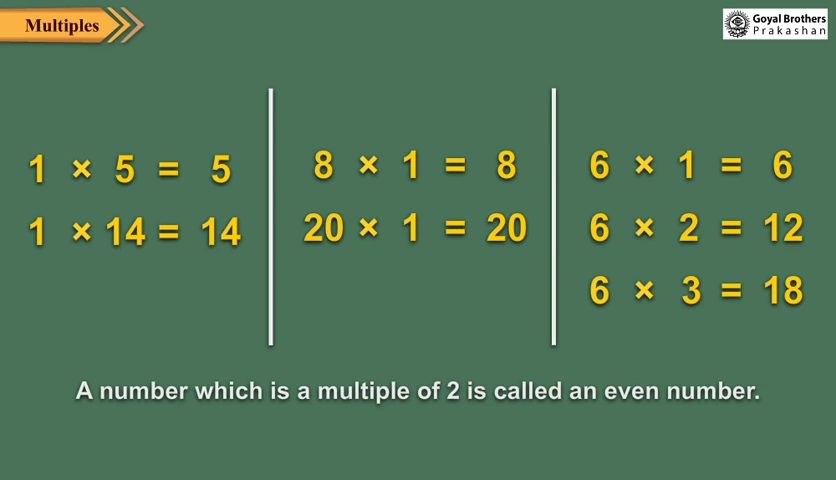 Multiples
Goyal Brothers
Prakashan
1 × 5 = 5
1 × 14 = 14
8 × 1 = 8
20 × 1 = 20
6 × 1 = 6
6 × 2 = 12
6 × 3 = 18
A number which is a multiple of 2 is called an even number.